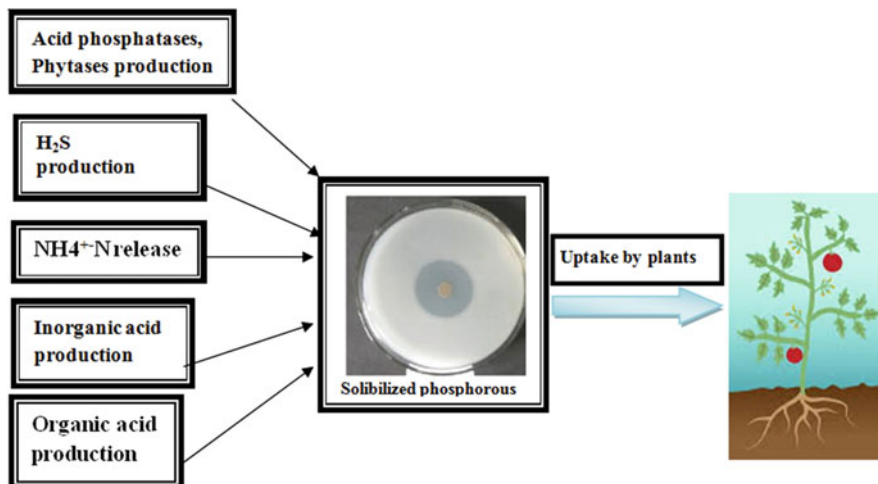 Acid phosphatases,
Phytases production
H₂S
production
NH4⁺-N release
Inorganic acid
production
Organic acid
production
Solibilized phosphorous
Uptake by plants